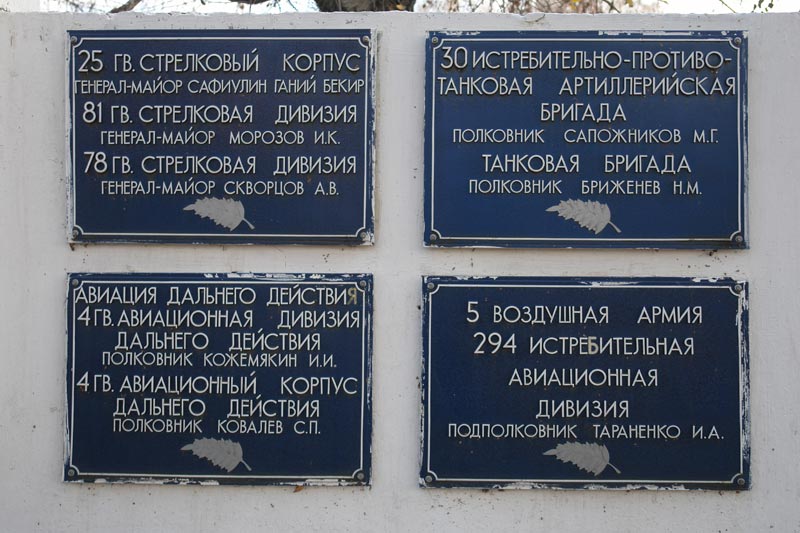 25 ГВ. СТРЕЛКОВЫЙ КОРПУС
ГЕНЕРАЛ-МАЙОР САФИУЛИН ГАНИЙ БЕКИР
81 ГВ. СТРЕЛКОВАЯ ДИВИЗИЯ
ГЕНЕРАЛ-МАЙОР МОРОЗОВ И.К.
78 ГВ. СТРЕЛКОВАЯ ДИВИЗИЯ
ГЕНЕРАЛ-МАЙОР СКВОРЦОВ А.В.
30 ИСТРЕБИТЕЛЬНО-ПРОТИВО-
ТАНКОВАЯ АРТИЛЛЕРИЙСКАЯ
БРИГАДА
ПОЛКОВНИК САПОЖНИКОВ М.Г.
ТАНКОВАЯ БРИГАДА
ПОЛКОВНИК БРИЖЕНЕВ Н.М.
АВИАЦИЯ ДАЛЬНЕГО ДЕЙСТВИЯ
4 ГВ. АВИАЦИОННАЯ ДИВИЗИЯ
ДАЛЬНЕГО ДЕЙСТВИЯ
ПОЛКОВНИК КОЖЕМЯКИН И.И.
4 ГВ. АВИАЦИОННЫЙ КОРПУС
ДАЛЬНЕГО ДЕЙСТВИЯ
ПОЛКОВНИК КОВАЛЕВ С.П.
5 ВОЗДУШНАЯ АРМИЯ
294 ИСТРЕБИТЕЛЬНАЯ
АВИАЦИОННАЯ
ДИВИЗИЯ
ПОДПОЛКОВНИК ТАРАНЕНКО И.А.